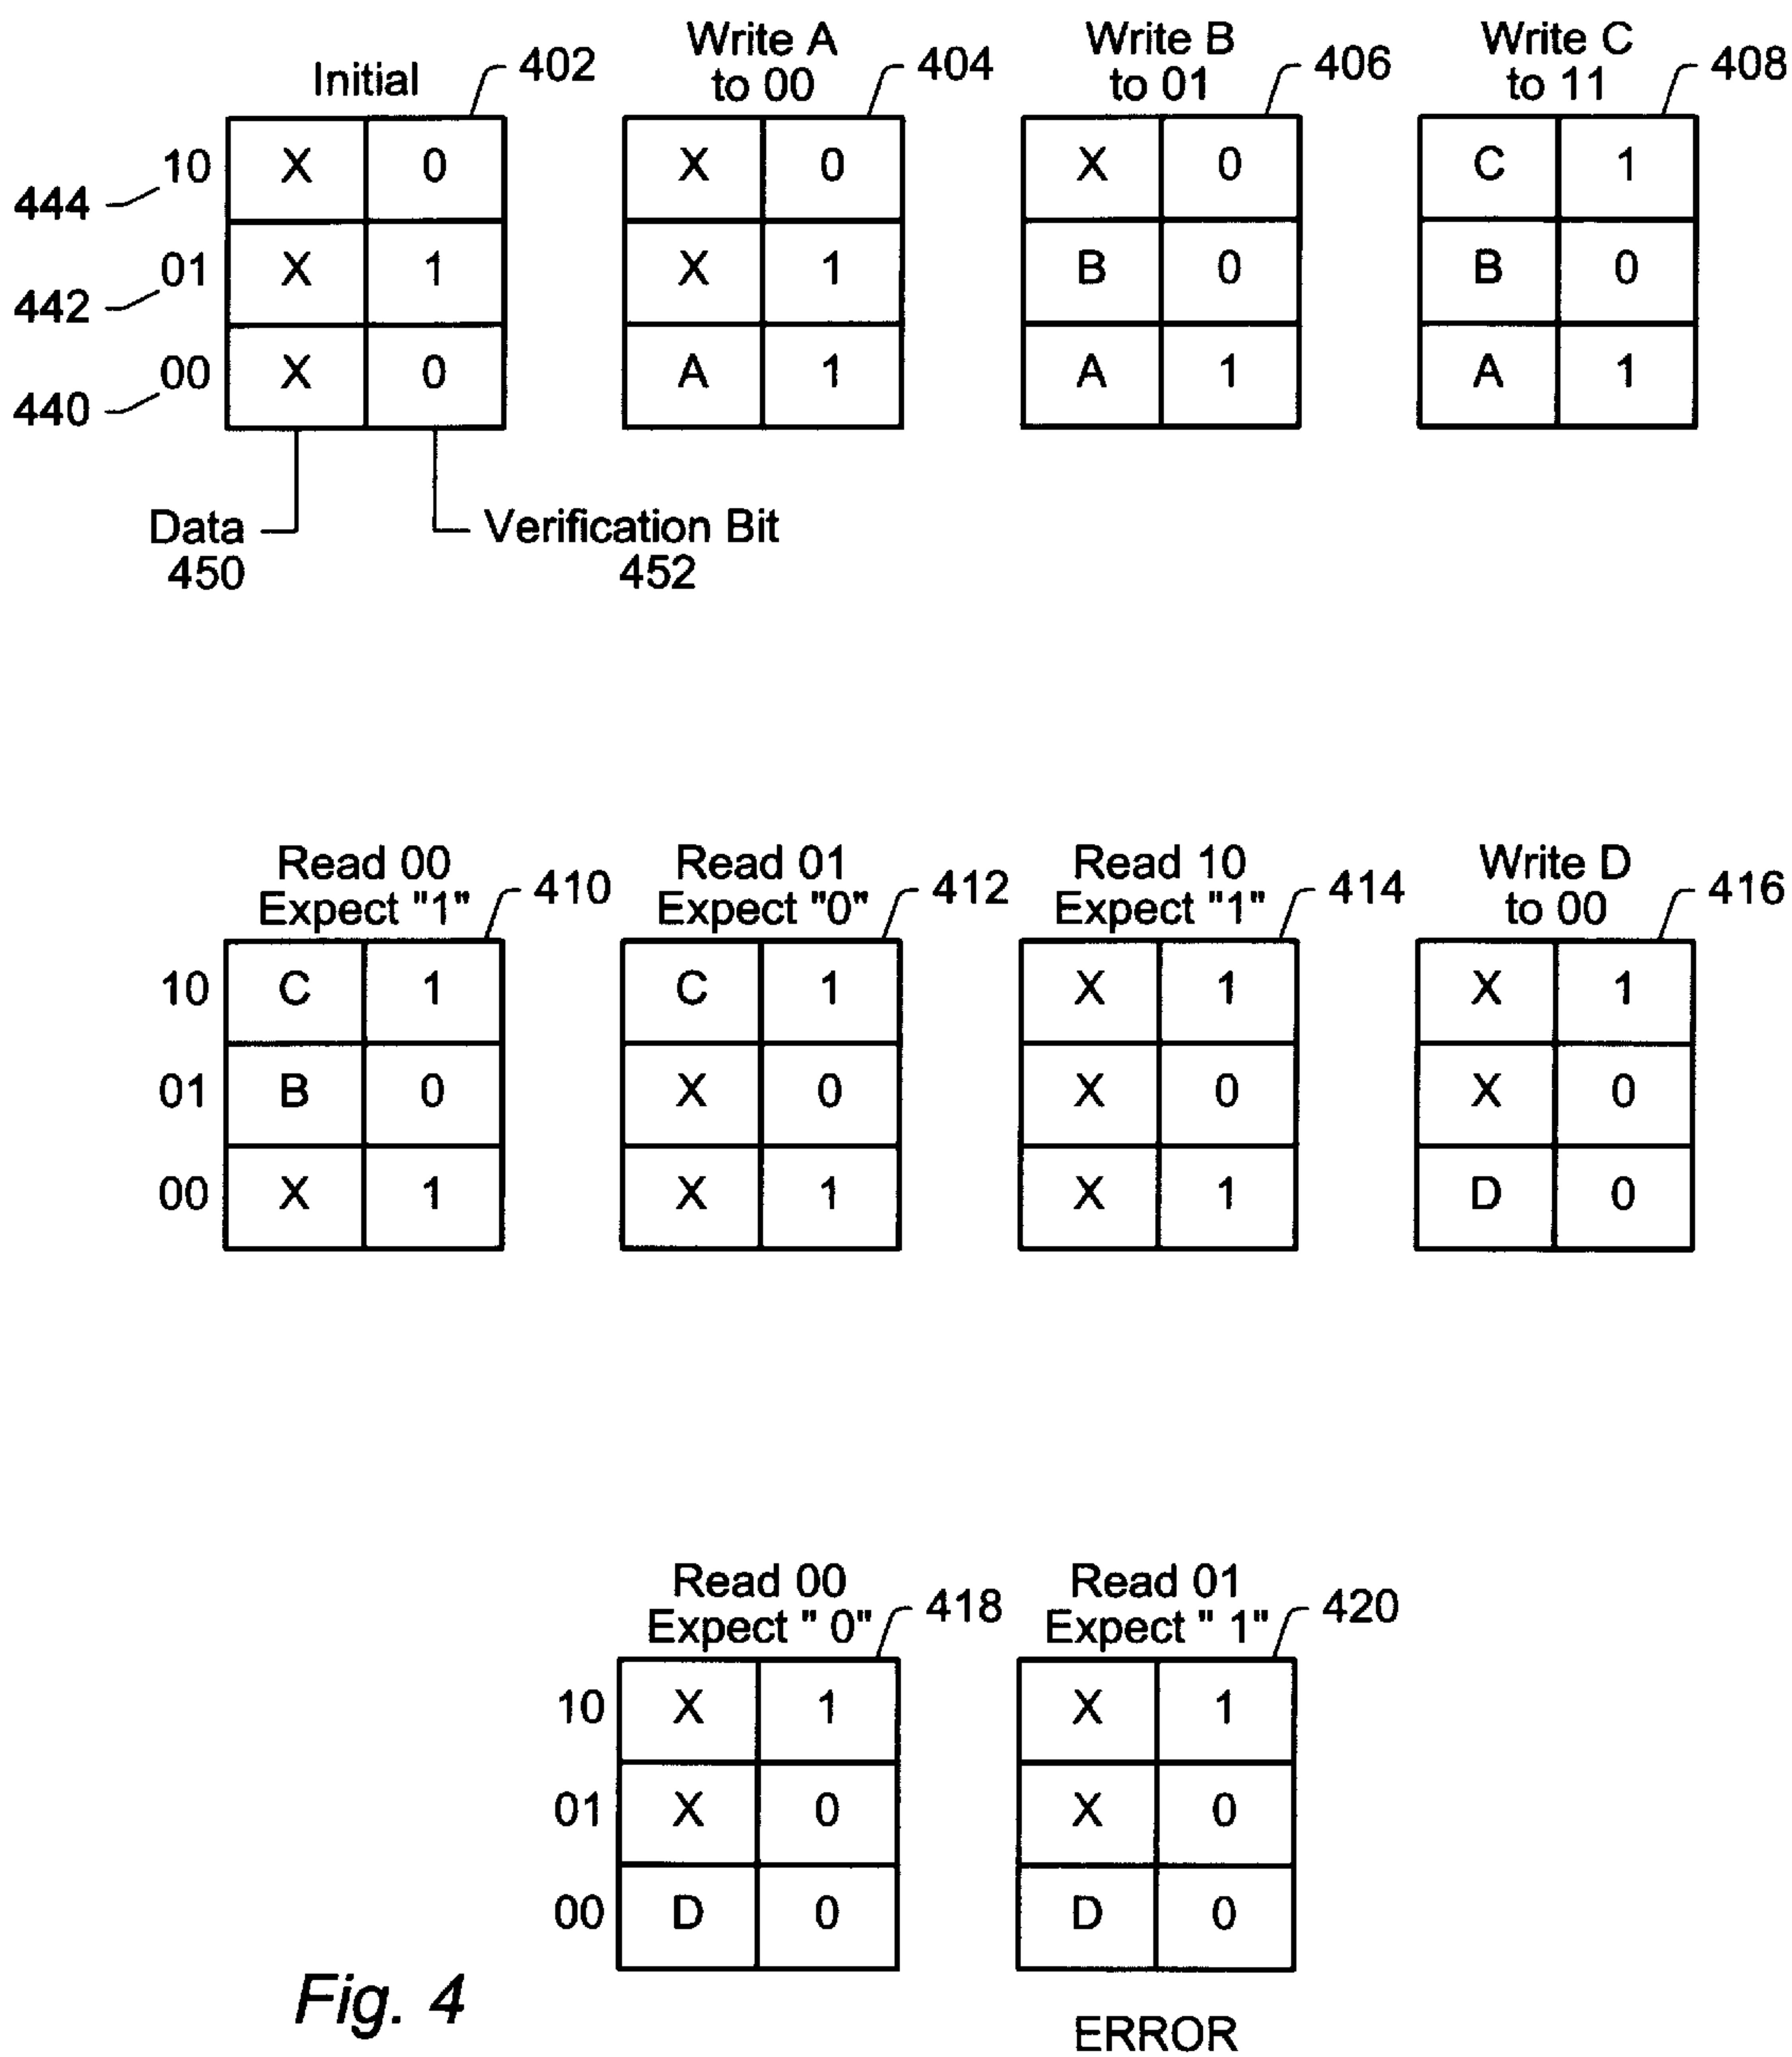 Initial 402
Write A
to 00 404
Write B
to 01 406
Write C
to 11 408
10 X 0 X 0 X 0 C 1
444
01 X 1 X 1 B 0 B 0
442
00 X 0 A 1 A 1 A 1
440
Data Verification Bit
450 452
Read 00
Expect "1" 410
Read 01
Expect "0" 412
Read 10
Expect "1" 414
Write D
to 00 416
10 C 1 C 1 X 1 X 1
01 B 0 X 0 X 0 X 0
00 X 1 X 1 X 1 D 0
Read 00
Expect " 0" 418
Read 01
Expect " 1" 420
10 X 1 X 1
01 X 0 X 0
00 D 0 D 0
Fig. 4
ERROR